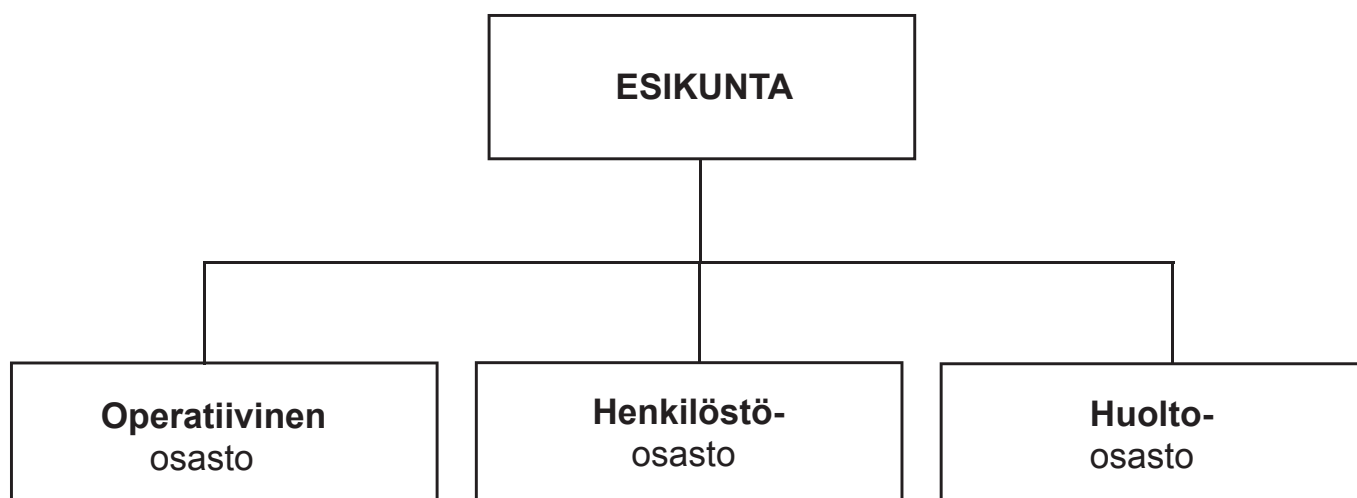 ESIKUNTA
Operatiivinen
osasto
Henkilöstö-
osasto
Huolto-
osasto